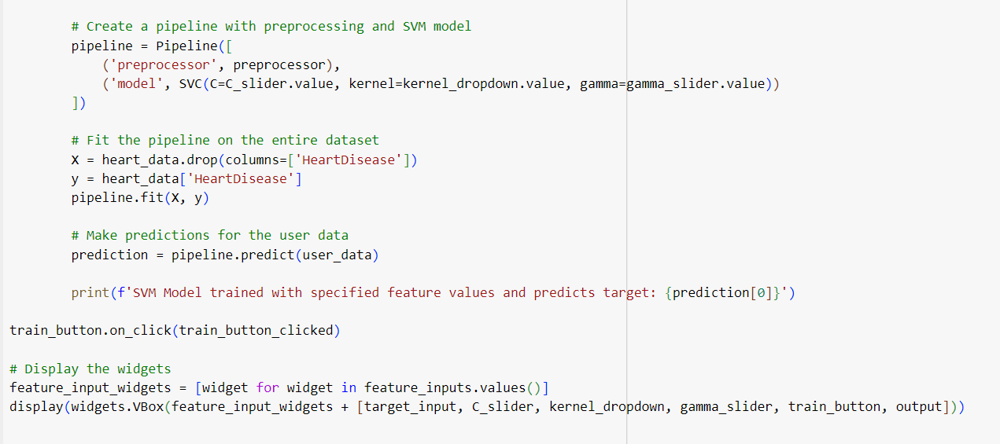 # Create a pipeline with preprocessing and SVM model
pipeline = Pipeline([
('preprocessor', preprocessor),
('model', SVC(C=C_slider.value, kernel=kernel_dropdown.value, gamma=gamma_slider.value))
])
# Fit the pipeline on the entire dataset
X = heart_data.drop(columns=['HeartDisease'])
y = heart_data['HeartDisease']
pipeline.fit(X, y)
# Make predictions for the user data
prediction = pipeline.predict(user_data)
print(f'SVM Model trained with specified feature values and predicts target: {prediction[0]}')
train_button.on_click(train_button_clicked)
# Display the widgets
feature_input_widgets = [widget for widget in feature_inputs.values()]
display(widgets.VBox(feature_input_widgets + [target_input, C_slider, kernel_dropdown, gamma_slider, train_button, output]))